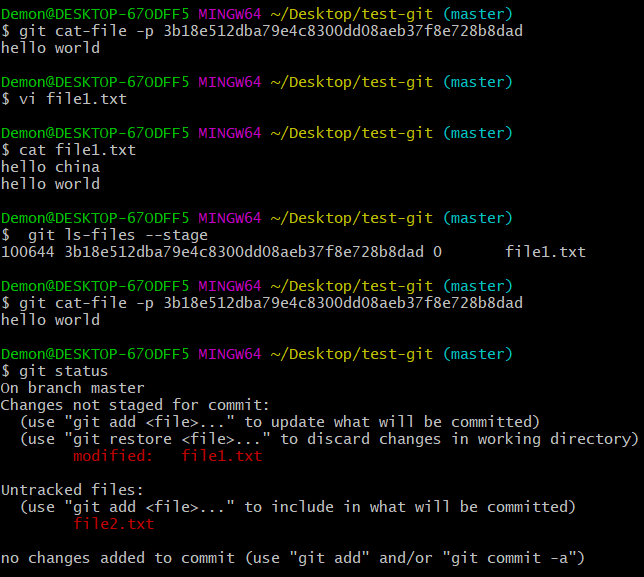 Demon@DESKTOP-67ODFF5 MINGW64 ~/Desktop/test-git (master)
$ git cat-file -p 3b18e512dba79e4c8300dd08aeb37f8e728b8dad
hello world

Demon@DESKTOP-67ODFF5 MINGW64 ~/Desktop/test-git (master)
$ vi file1.txt

Demon@DESKTOP-67ODFF5 MINGW64 ~/Desktop/test-git (master)
$ cat file1.txt
hello china
hello world

Demon@DESKTOP-67ODFF5 MINGW64 ~/Desktop/test-git (master)
$  git ls-files --stage
100644 3b18e512dba79e4c8300dd08aeb37f8e728b8dad 0       file1.txt

Demon@DESKTOP-67ODFF5 MINGW64 ~/Desktop/test-git (master)
$ git cat-file -p 3b18e512dba79e4c8300dd08aeb37f8e728b8dad
hello world

Demon@DESKTOP-67ODFF5 MINGW64 ~/Desktop/test-git (master)
$ git status
On branch master
Changes not staged for commit:
  (use "git add <file>..." to update what will be committed)
  (use "git restore <file>..." to discard changes in working directory)
        modified:   file1.txt

Untracked files:
  (use "git add <file>..." to include in what will be committed)
        file2.txt

no changes added to commit (use "git add" and/or "git commit -a")